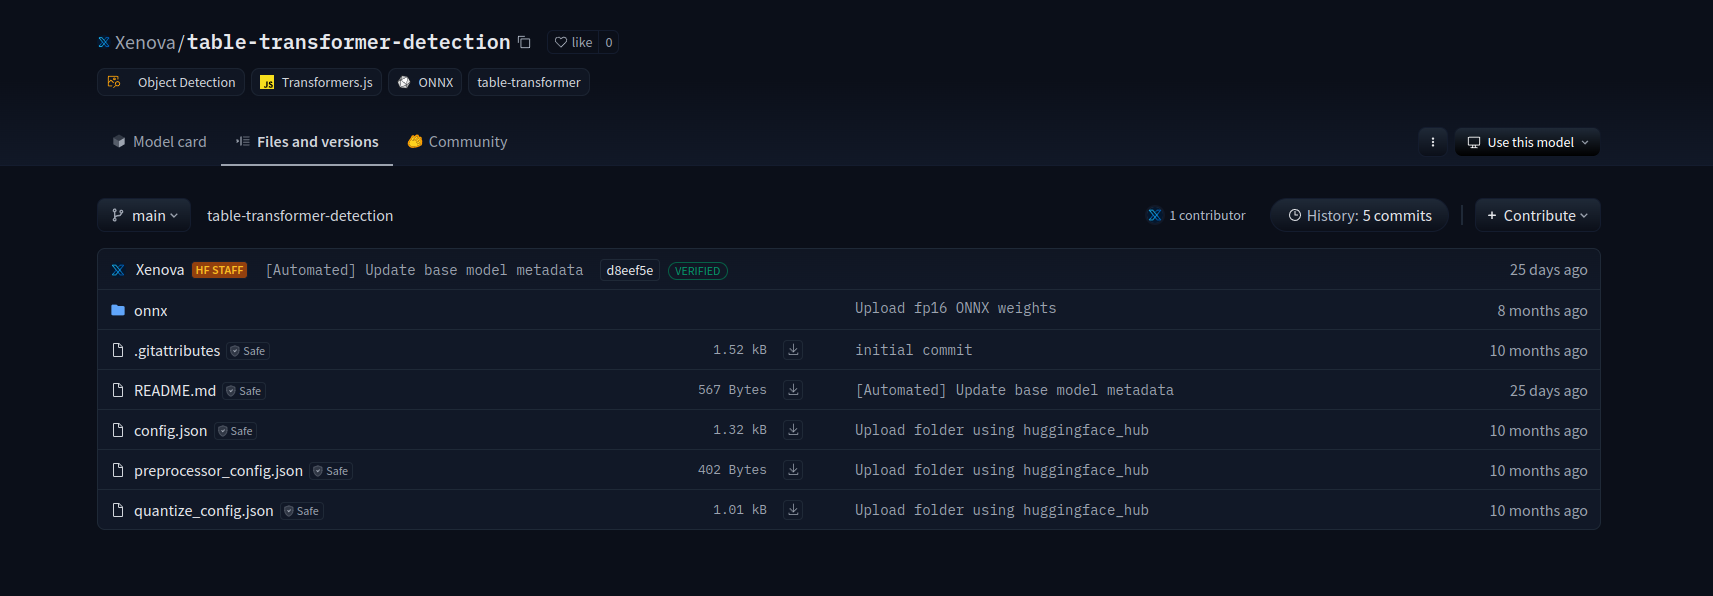 Xenova/table-transformer-detection like 0
Object Detection JS Transformers.js ONNX table-transformer
Model card Files and versions Community Use this model
main table-transformer-detection 1 contributor History: 5 commits + Contribute
Xenova HF STAFF [Automated] Update base model metadata d8eef5e VERIFIED 25 days ago
onnx Upload fp16 ONNX weights 8 months ago
.gitattributes Safe 1.52 kB initial commit 10 months ago
README.md Safe 567 Bytes [Automated] Update base model metadata 25 days ago
config.json Safe 1.32 kB Upload folder using huggingface_hub 10 months ago
preprocessor_config.json Safe 402 Bytes Upload folder using huggingface_hub 10 months ago
quantize_config.json Safe 1.01 kB Upload folder using huggingface_hub 10 months ago